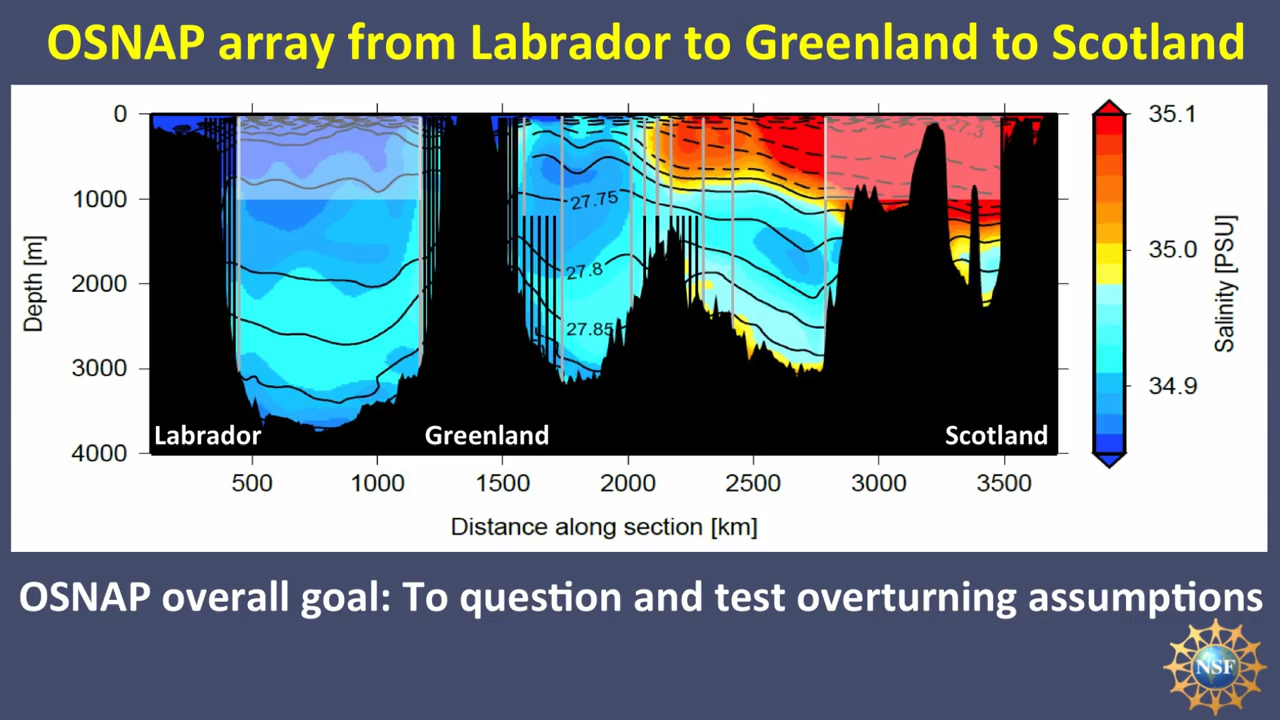 OSNAP array from Labrador to Greenland to Scotland
0
1000
2000
3000
4000
Depth [m]
27.3
27.75
27.8
27.85
Labrador
Greenland
Scotland
500
1000
1500
2000
2500
3000
3500
Distance along section [km]
35.1
35.0
34.9
Salinity [PSU]
OSNAP overall goal: To question and test overturning assumptions
NSF